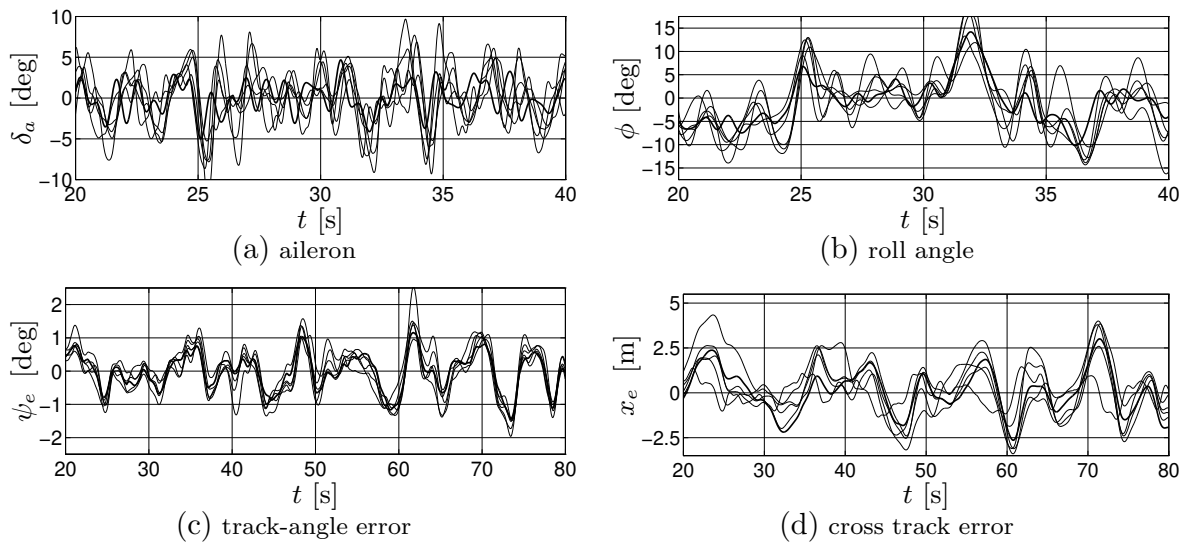 10
5
0
−5
−10
δa [deg]
20 25 30 35 40
t [s]
(a) aileron
15
10
5
0
−5
−10
−15
ϕ [deg]
20 25 30 35 40
t [s]
(b) roll angle
2
1
0
−1
−2
ψe [deg]
20 30 40 50 60 70 80
t [s]
(c) track-angle error
5
2.5
0
−2.5
xe [m]
20 30 40 50 60 70 80
t [s]
(d) cross track error